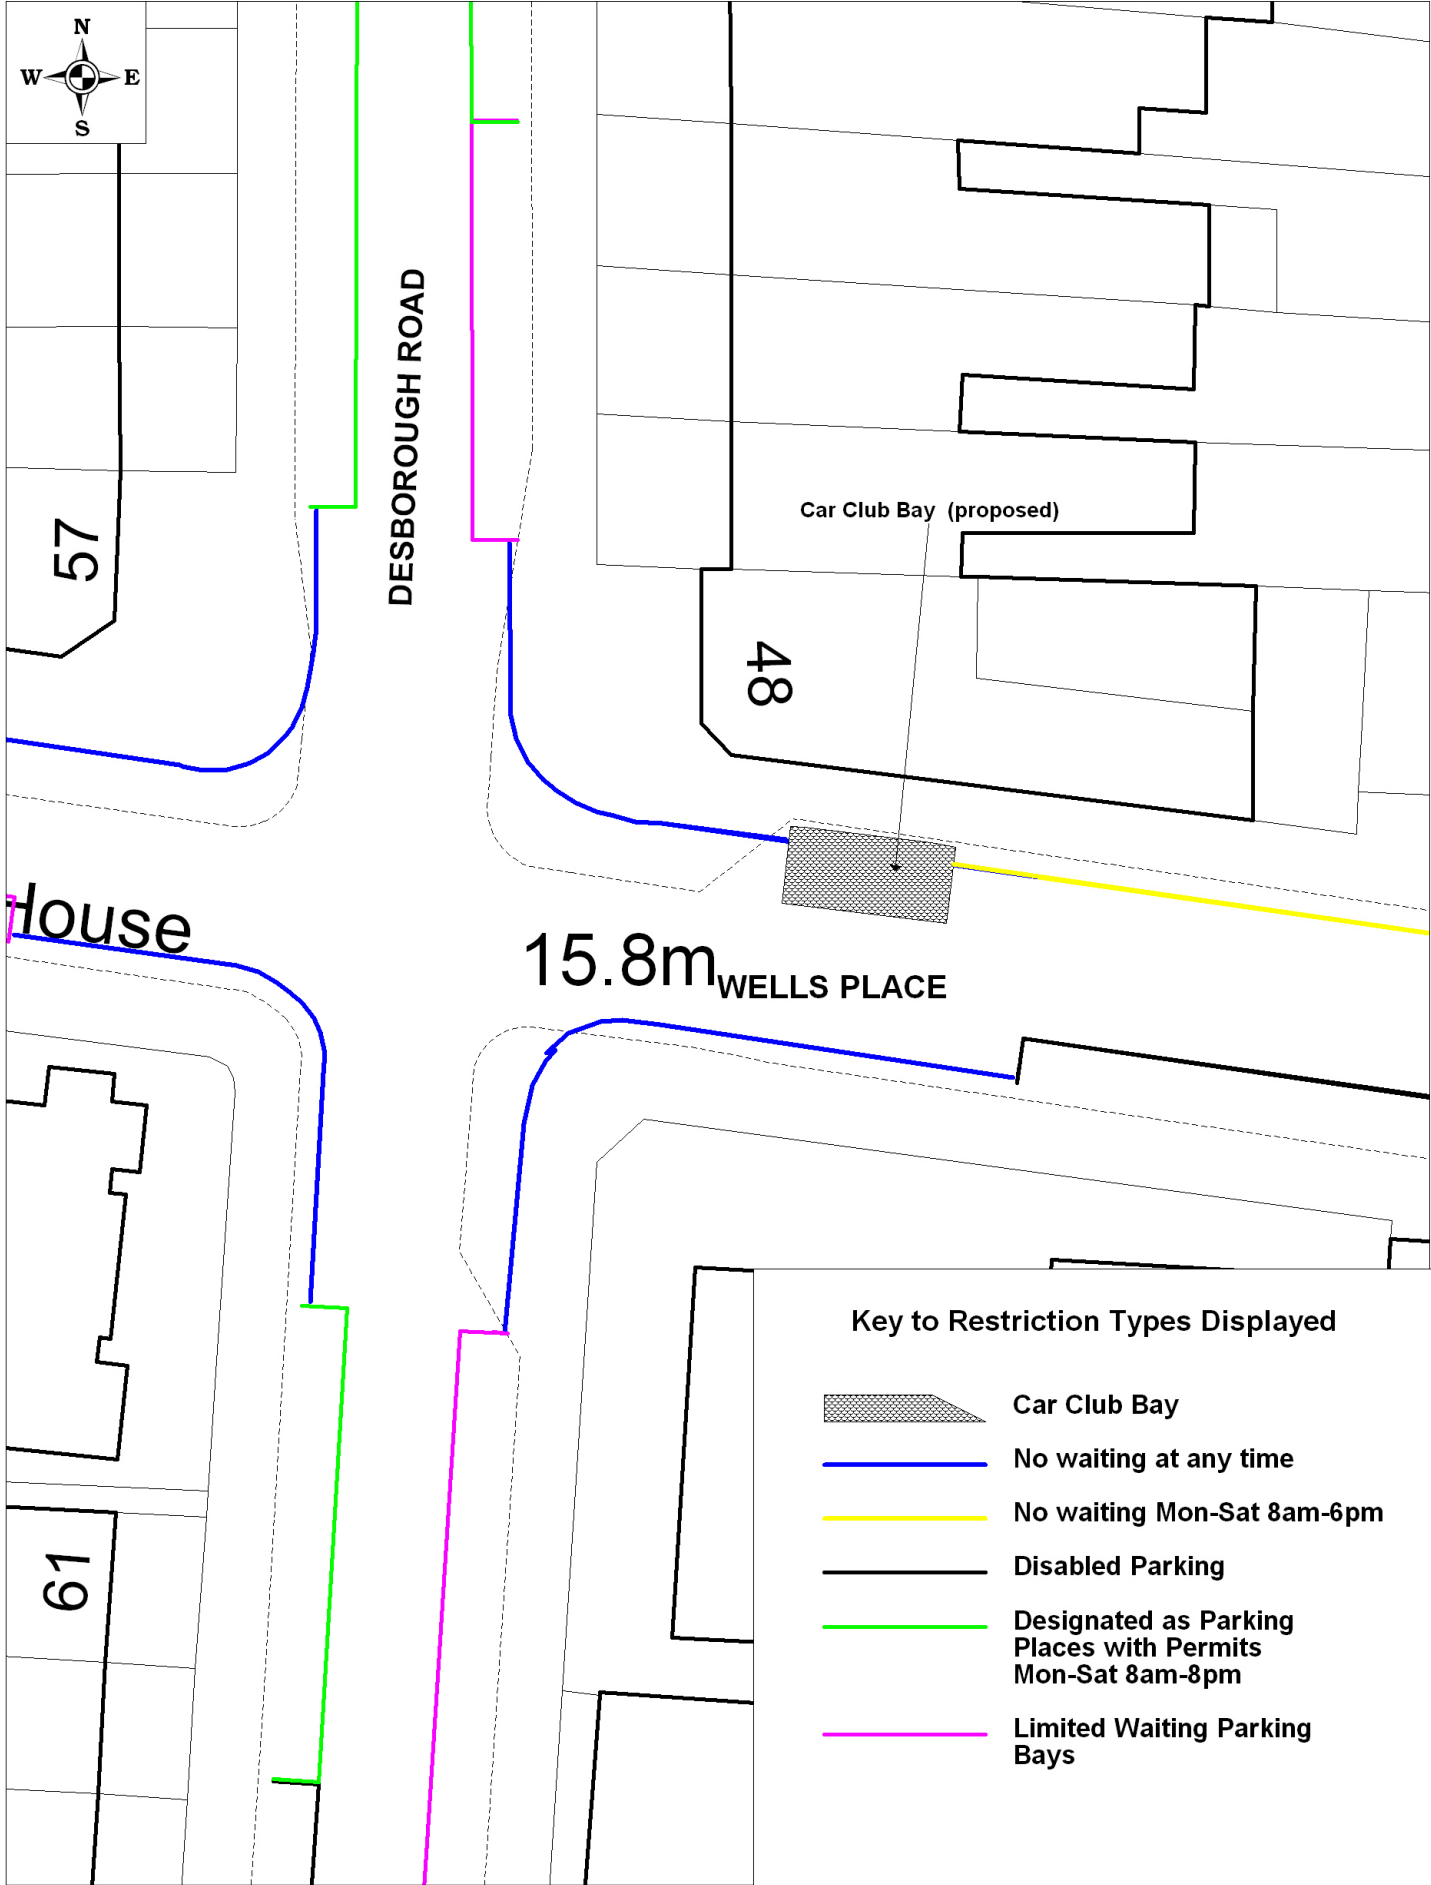 N
W E
S
DESBOROUGH ROAD
57
Car Club Bay (proposed)
48
House
15.8m
WELLS PLACE
61
Key to Restriction Types Displayed
Car Club Bay
No waiting at any time
No waiting Mon-Sat 8am-6pm
Disabled Parking
Designated as Parking
Places with Permits
Mon-Sat 8am-8pm
Limited Waiting Parking
Bays